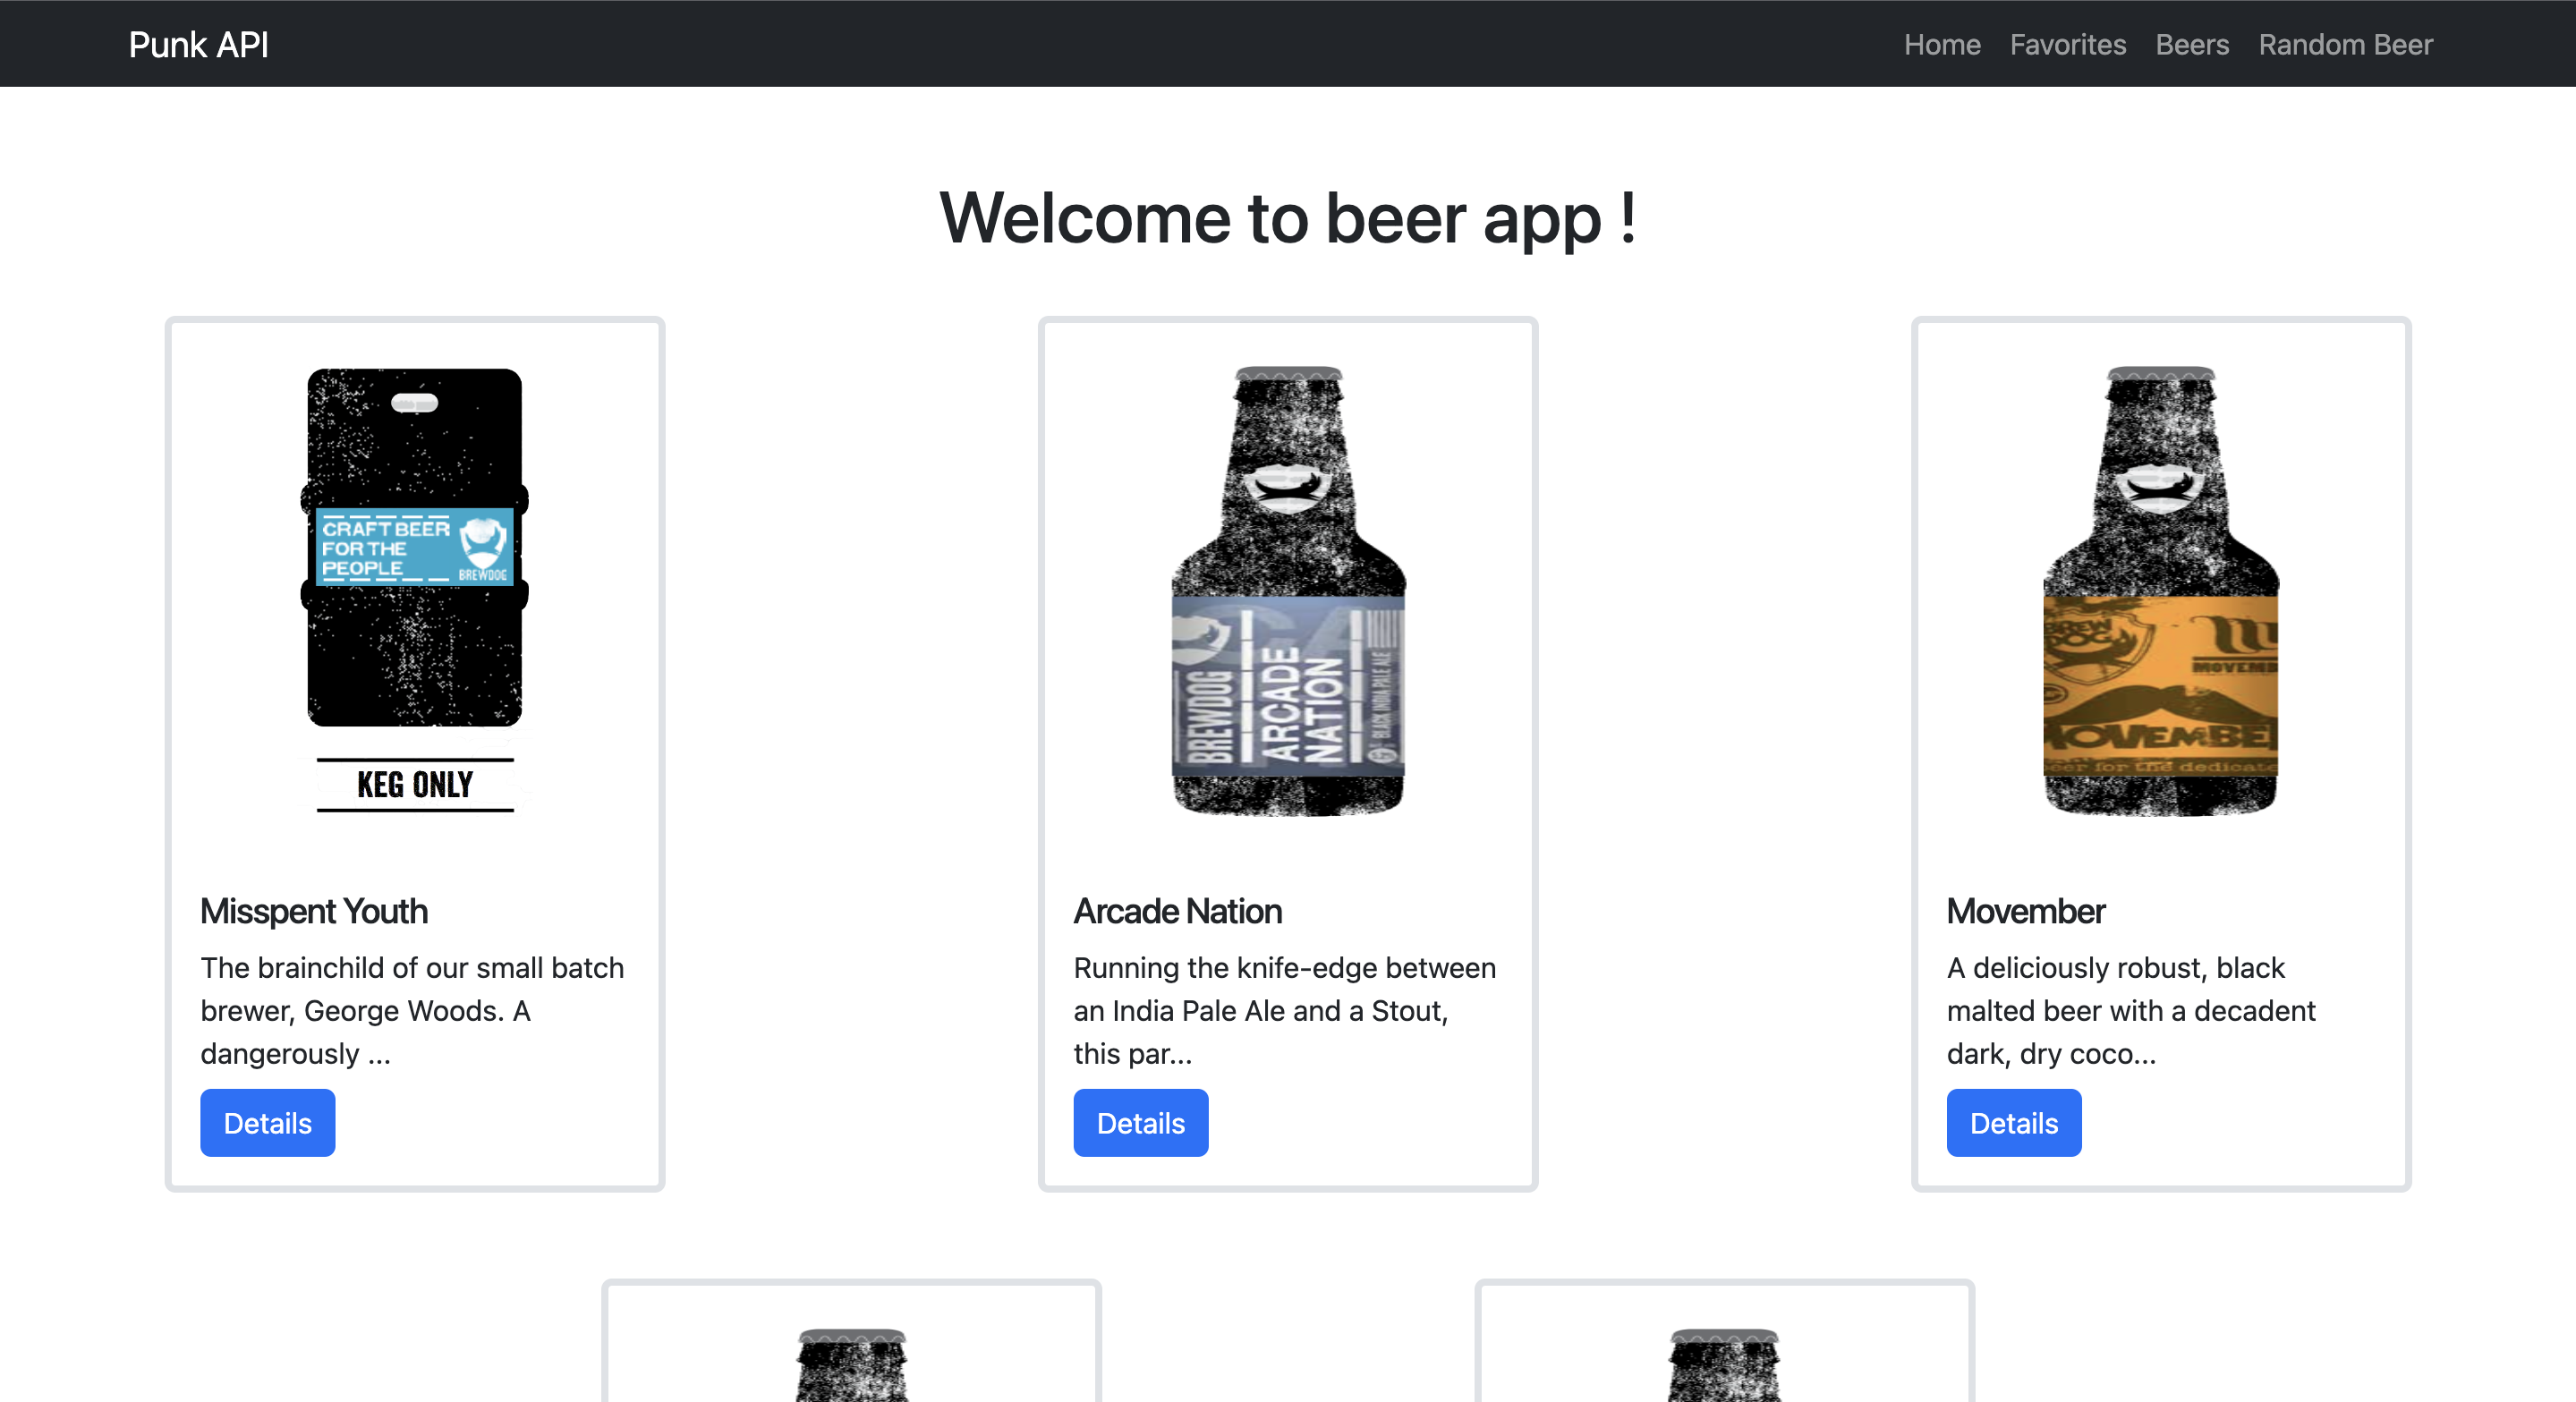 Punk API
Home Favorites Beers Random Beer
Welcome to beer app !
CRAFT BEER
FOR THE
PEOPLE
BREWDOG
KEG ONLY
BREWDOG
ARCADE
NATION
BLACK INDIA PALE ALE
BREW
DOG
MOVEMB
MOVEMBE
beer for the dedicate
Misspent Youth
The brainchild of our small batch
brewer, George Woods. A
dangerously ...
Details
Arcade Nation
Running the knife-edge between
an India Pale Ale and a Stout,
this par...
Details
Movember
A deliciously robust, black
malted beer with a decadent
dark, dry coco...
Details